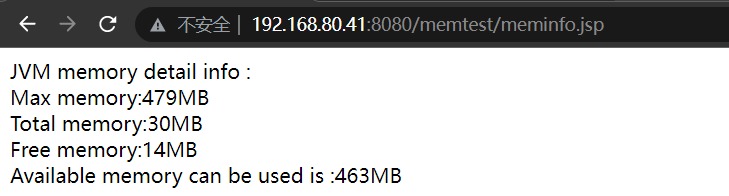 不安全 | 192.168.80.41:8080/memtest/meminfo.jsp
JVM memory detail info :
Max memory:479MB
Total memory:30MB
Free memory:14MB
Available memory can be used is :463MB